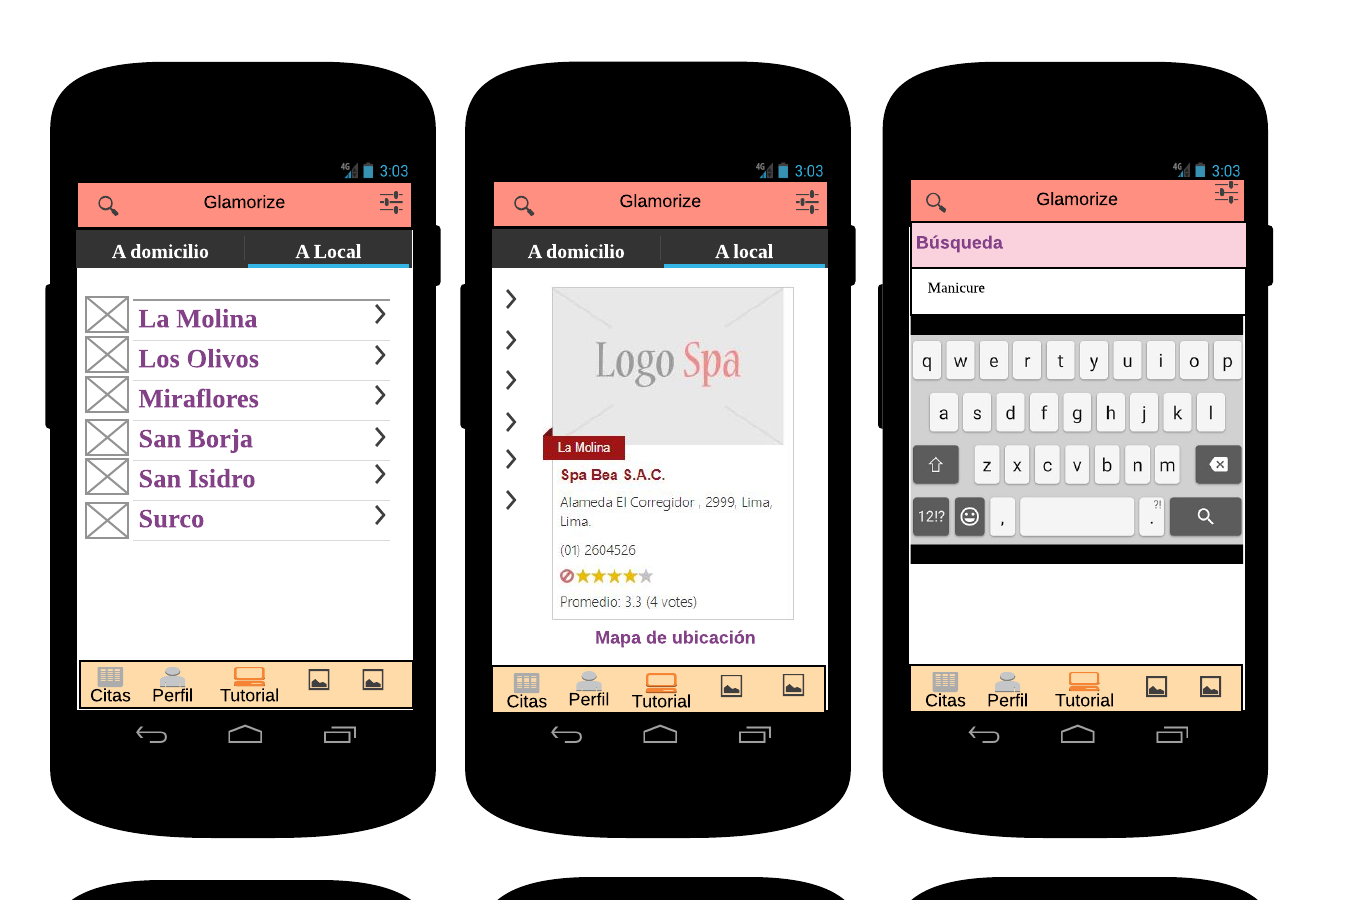 4G 3:03
Glamorize
A domicilio A Local
La Molina
Los Olivos
Miraflores
San Borja
San Isidro
Surco
Citas Perfil Tutorial
4G 3:03
Glamorize
A domicilio A local
Logo Spa
La Molina
Spa Bea S.A.C.
Alameda El Corregidor , 2999, Lima,
Lima.
(01) 2604526
Promedio: 3.3 (4 votes)
Mapa de ubicación
Citas Perfil Tutorial
4G 3:03
Glamorize
Búsqueda
Manicure
q w e r t y u i o p
a s d f g h j k l
z x c v b n m
12!? , . ?!
Citas Perfil Tutorial